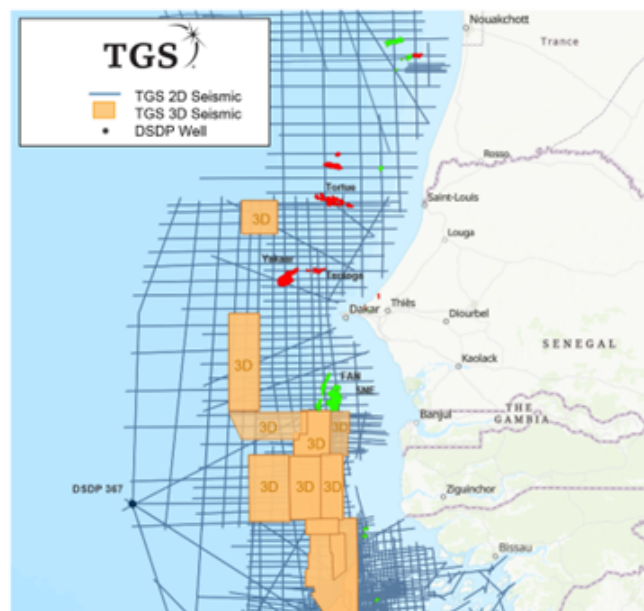 TGS
TGS 2D Seismic
TGS 3D Seismic
DSDP Well
Nouakchott
Trance
Rosso
Tortue
Saint-Louis
3D
Louga
Yakaar
Teranga
Dakar
Thiès
Diourbel
SENEGAL
3D
Kaolack
FAN
SNE
Banjul
THE
GAMBIA
3D
3D
3D
3D
3D
3D
DSDP 367
Ziguinchor
Bissau